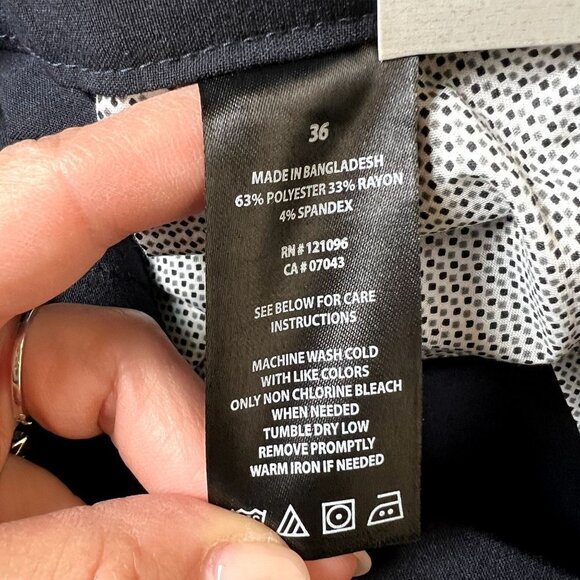 36
MADE IN BANGLADESH
63% POLYESTER 33% RAYON
4% SPANDEX
RN # 121096
CA # 07043
SEE BELOW FOR CARE
INSTRUCTIONS
MACHINE WASH COLD
WITH LIKE COLORS
ONLY NON CHLORINE BLEACH
WHEN NEEDED
TUMBLE DRY LOW
REMOVE PROMPTLY
WARM IRON IF NEEDED